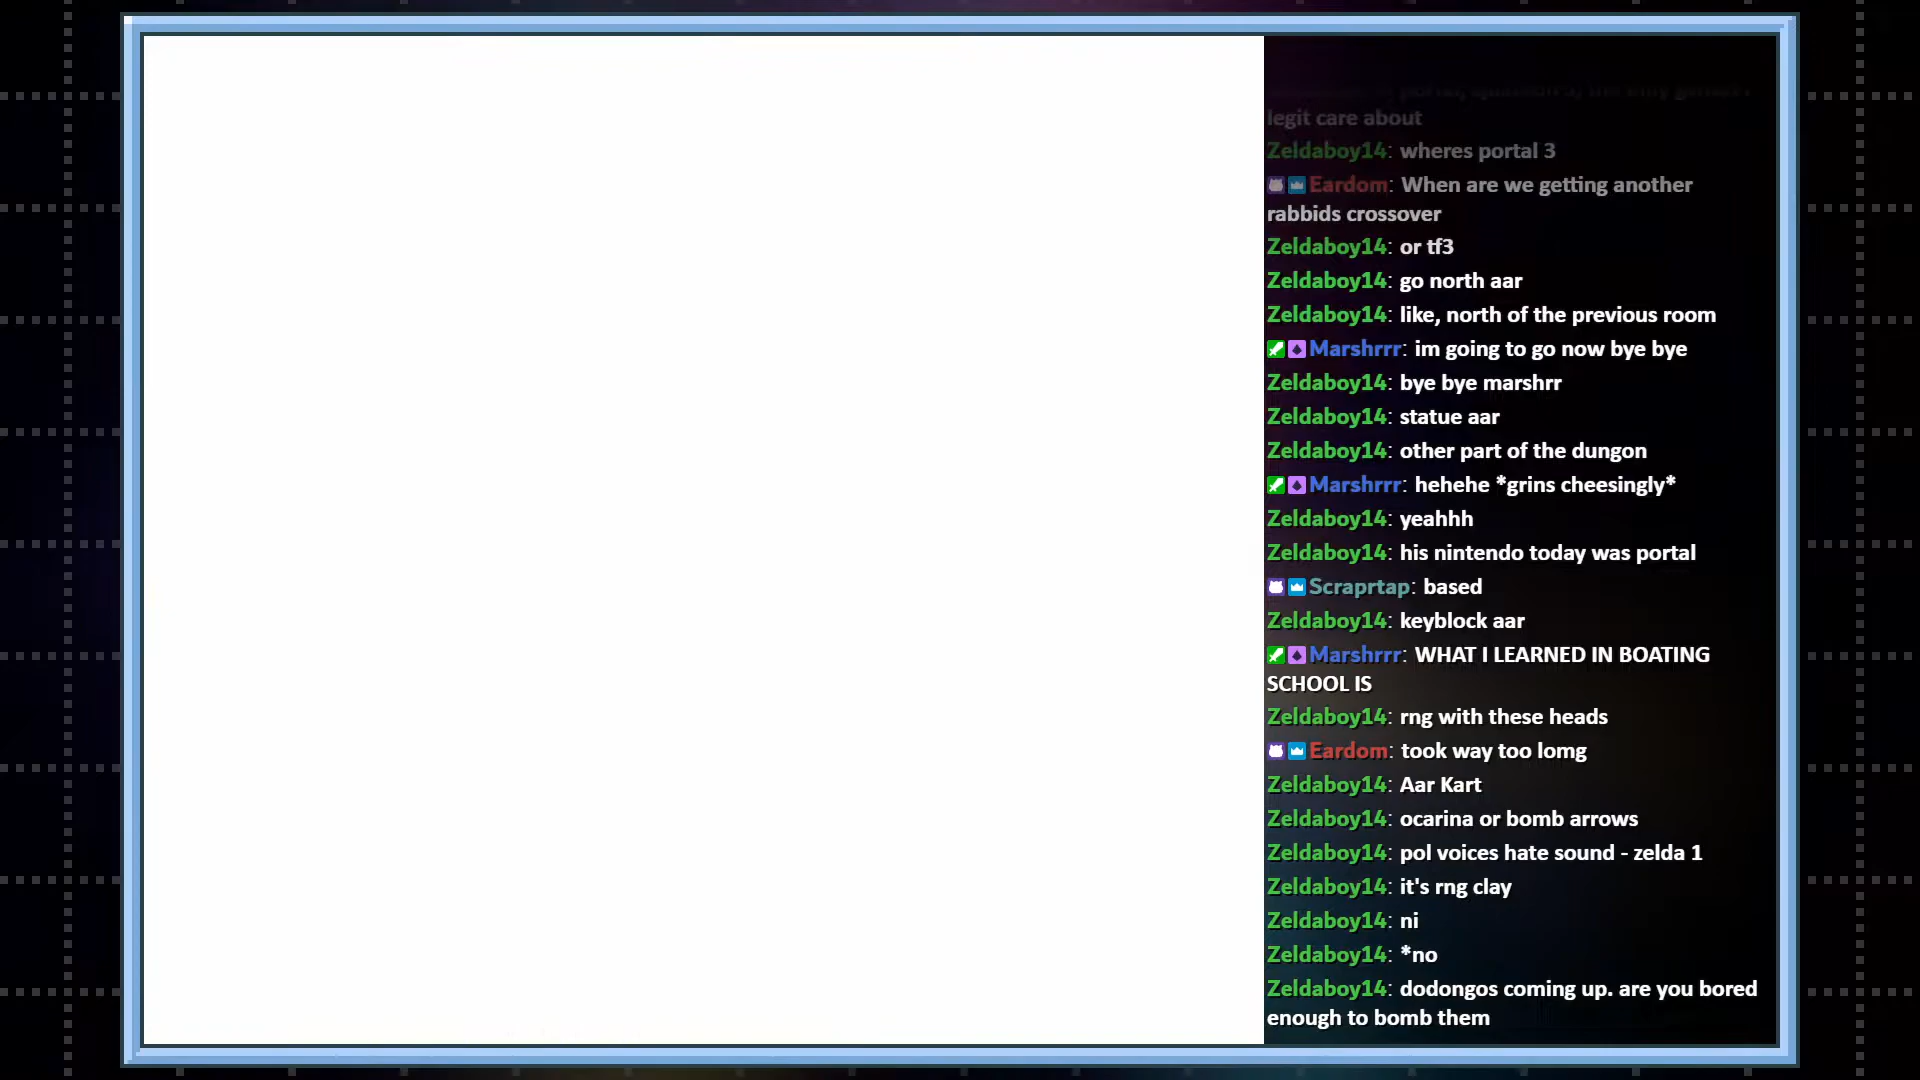 legit care about
Zeldaboy14: wheres portal 3
Eardom: When are we getting another
rabbids crossover
Zeldaboy14: or tf3
Zeldaboy14: go north aar
Zeldaboy14: like, north of the previous room
Marshrrr: im going to go now bye bye
Zeldaboy14: bye bye marshrr
Zeldaboy14: statue aar
Zeldaboy14: other part of the dungon
Marshrrr: hehehe *grins cheesingly*
Zeldaboy14: yeahhh
Zeldaboy14: his nintendo today was portal
Scraprtap: based
Zeldaboy14: keyblock aar
Marshrrr: WHAT I LEARNED IN BOATING
SCHOOL IS
Zeldaboy14: rng with these heads
Eardom: took way too lomg
Zeldaboy14: Aar Kart
Zeldaboy14: ocarina or bomb arrows
Zeldaboy14: pol voices hate sound - zelda 1
Zeldaboy14: it's rng clay
Zeldaboy14: ni
Zeldaboy14: *no
Zeldaboy14: dodongos coming up. are you bored
enough to bomb them